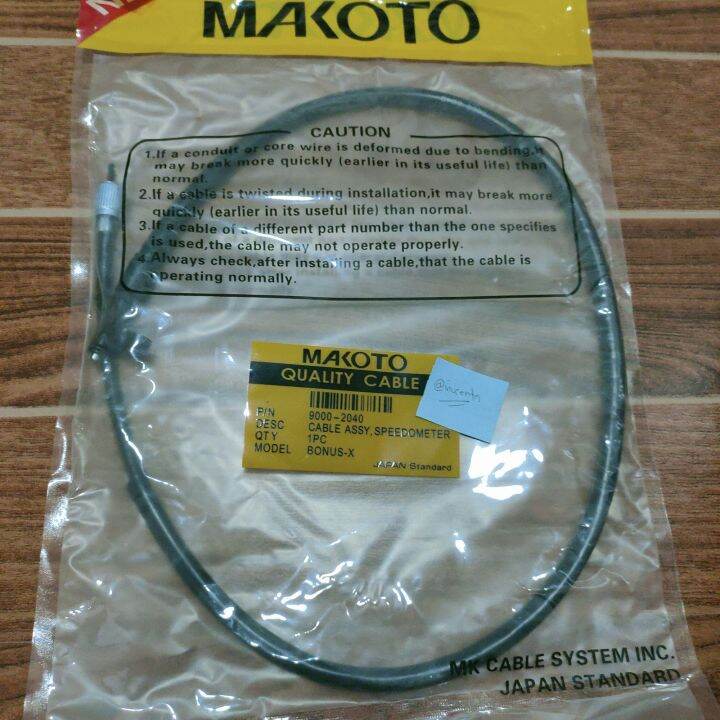 MAKOTO
CAUTION
1.If a conduit or core wire is deformed due to bending,it
may break more quickly (earlier in its useful life) than
normal.
2.If a cable is twisted during installation,it may break more
quickly (earlier in its useful life) than normal.
3.If a cable of a different part number than the one specifies
is used,the cable may not operate properly.
4.Always check,after installing a cable,that the cable is
operating normally.
MAKOTO
QUALITY CABLE
P/N 9000-2040
DESC CABLE ASSY,SPEEDOMETER
QTY 1PC
MODEL BONUS-X
JAPAN Standard
MK CABLE SYSTEM INC.
JAPAN STANDARD